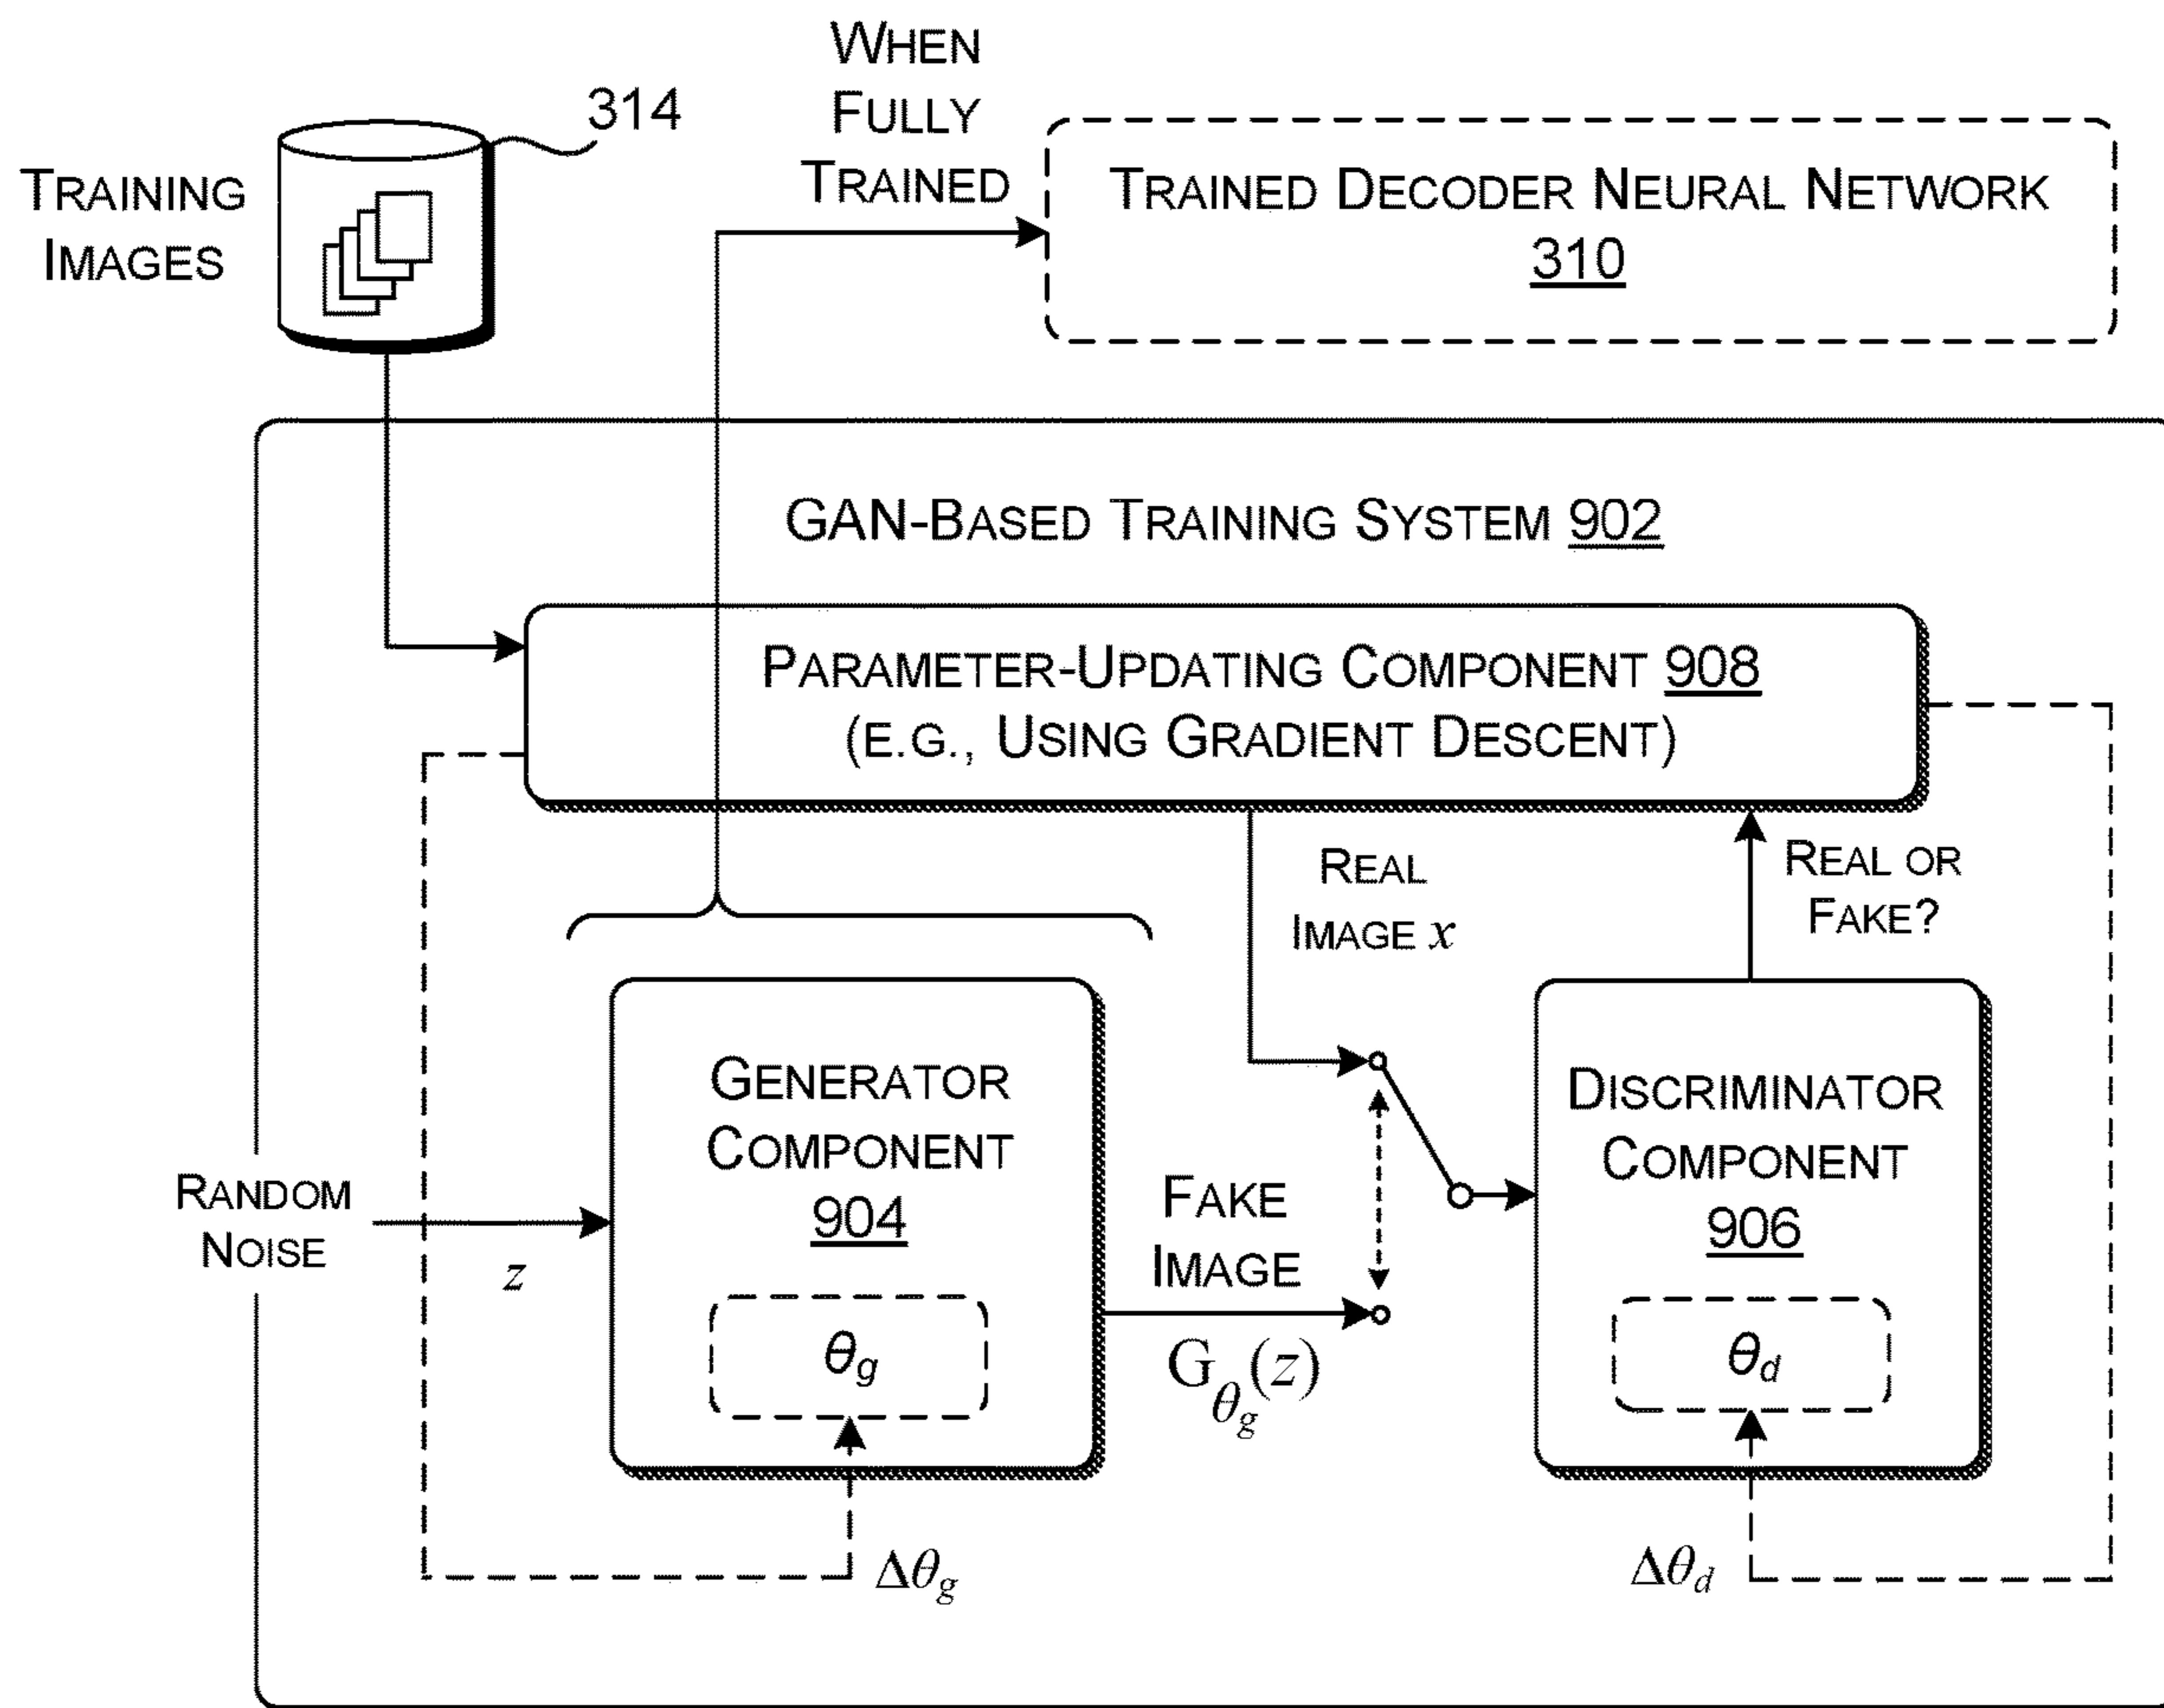 WHEN
FULLY
TRAINED
314
TRAINING
IMAGES
TRAINED DECODER NEURAL NETWORK
310
GAN-BASED TRAINING SYSTEM 902
PARAMETER-UPDATING COMPONENT 908
(E.G., USING GRADIENT DESCENT)
REAL
IMAGE x
REAL OR
FAKE?
GENERATOR
COMPONENT
904
θg
DISCRIMINATOR
COMPONENT
906
θd
RANDOM
NOISE
z
FAKE
IMAGE
Gθg(z)
Δθg
Δθd